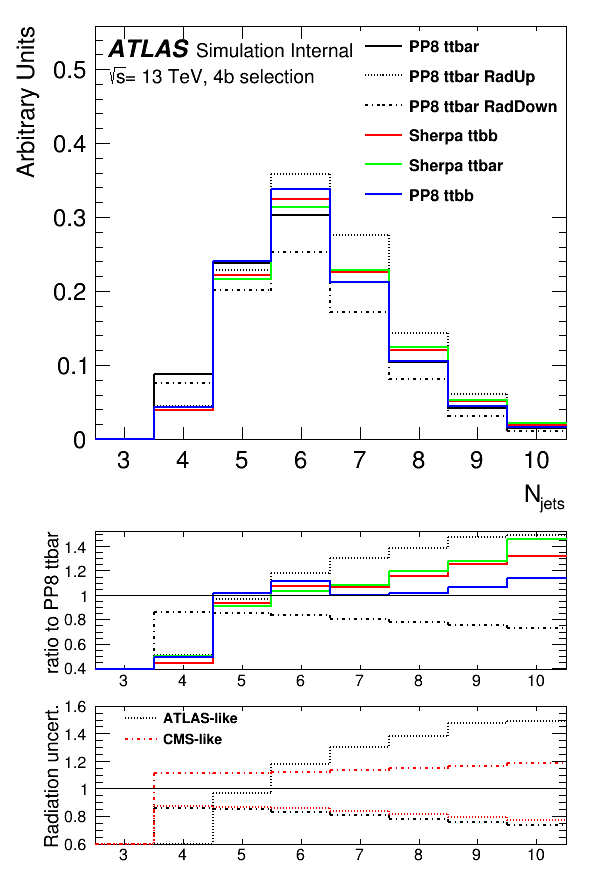 ATLAS Simulation Internal
√s= 13 TeV, 4b selection
PP8 ttbar
PP8 ttbar RadUp
PP8 ttbar RadDown
Sherpa ttbb
Sherpa ttbar
PP8 ttbb
Arbitrary Units
0.5
0.4
0.3
0.2
0.1
0
3 4 5 6 7 8 9 10
Njets
ratio to PP8 ttbar
1.4
1.2
1
0.8
0.6
0.4
3 4 5 6 7 8 9 10
Radiation uncert.
ATLAS-like
CMS-like
1.6
1.4
1.2
1
0.8
0.6
3 4 5 6 7 8 9 10